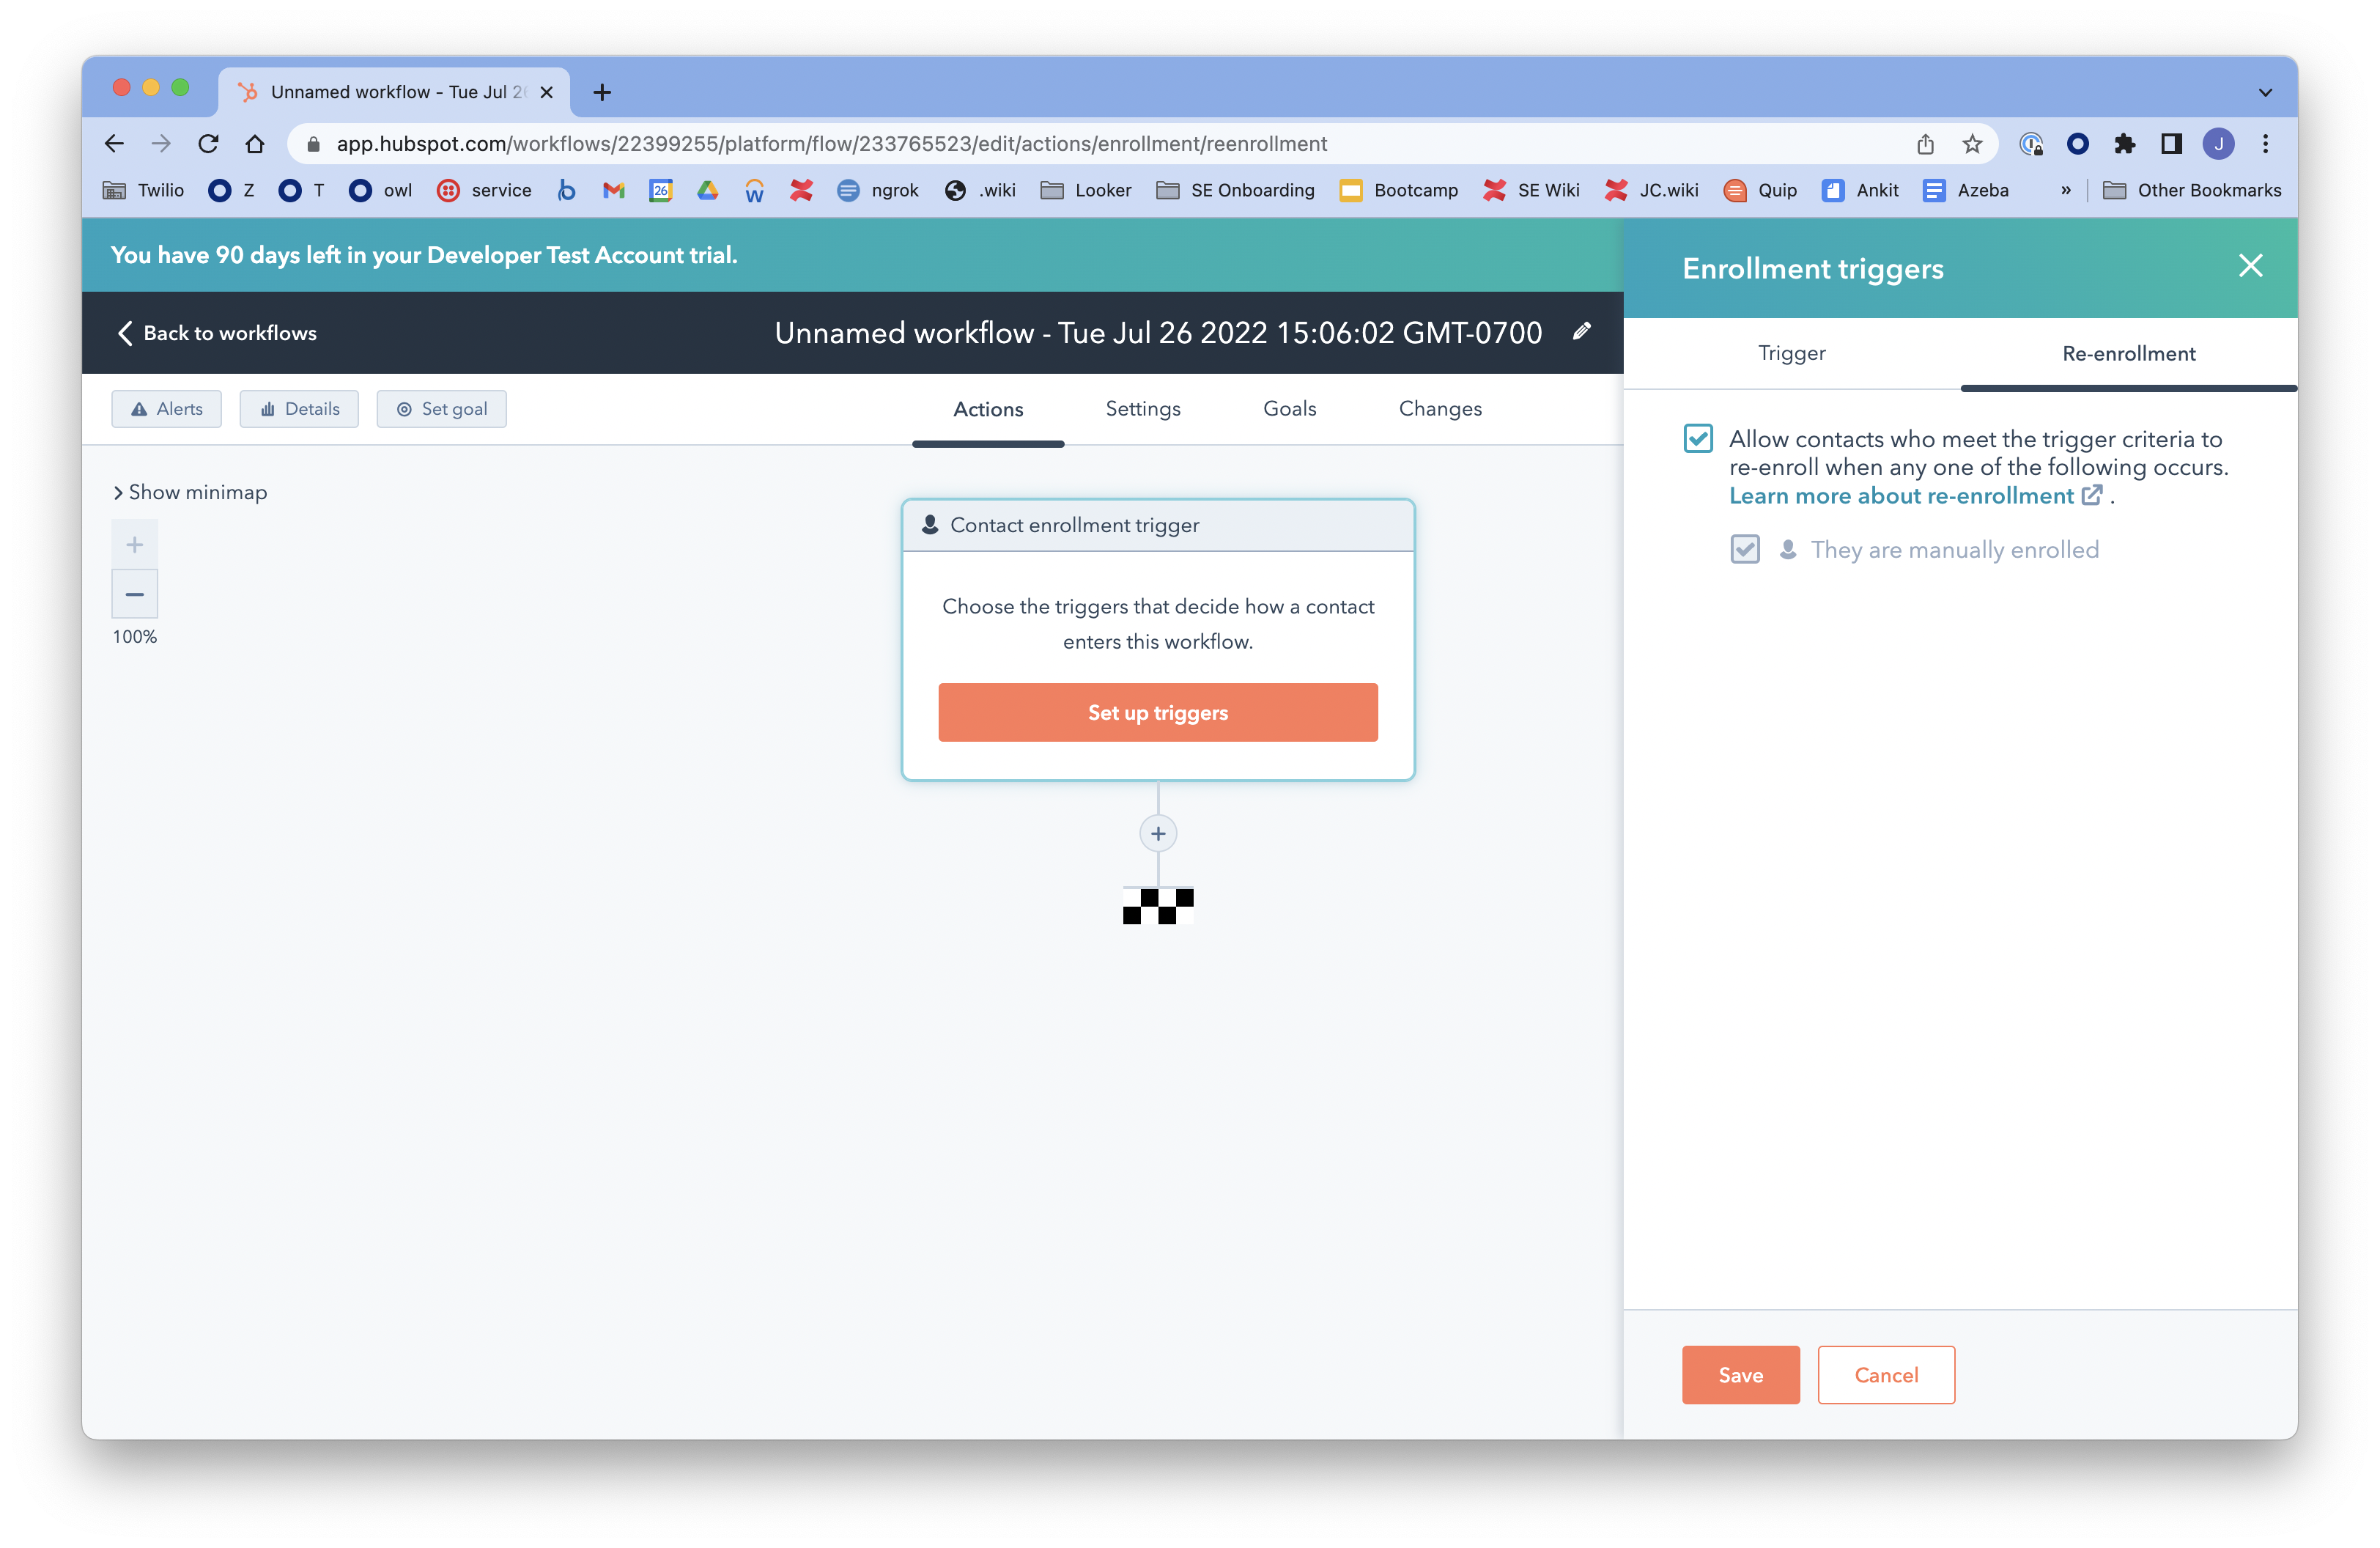 Unnamed workflow - Tue Jul 26
app.hubspot.com/workflows/22399255/platform/flow/233765523/edit/actions/enrollment/reenrollment
J
Twilio
Z
T
owl
service
26
ngrok
.wiki
Looker
SE Onboarding
Bootcamp
SE Wiki
JC.wiki
Quip
Ankit
Azeba
»
Other Bookmarks
You have 90 days left in your Developer Test Account trial.
Back to workflows
Unnamed workflow - Tue Jul 26 2022 15:06:02 GMT-0700
Alerts
Details
Set goal
Actions
Settings
Goals
Changes
Show minimap
+
−
100%
Contact enrollment trigger
Choose the triggers that decide how a contact
enters this workflow.
Set up triggers
+
Enrollment triggers
Trigger
Re-enrollment
Allow contacts who meet the trigger criteria to
re-enroll when any one of the following occurs.
Learn more about re-enrollment .
They are manually enrolled
Save
Cancel